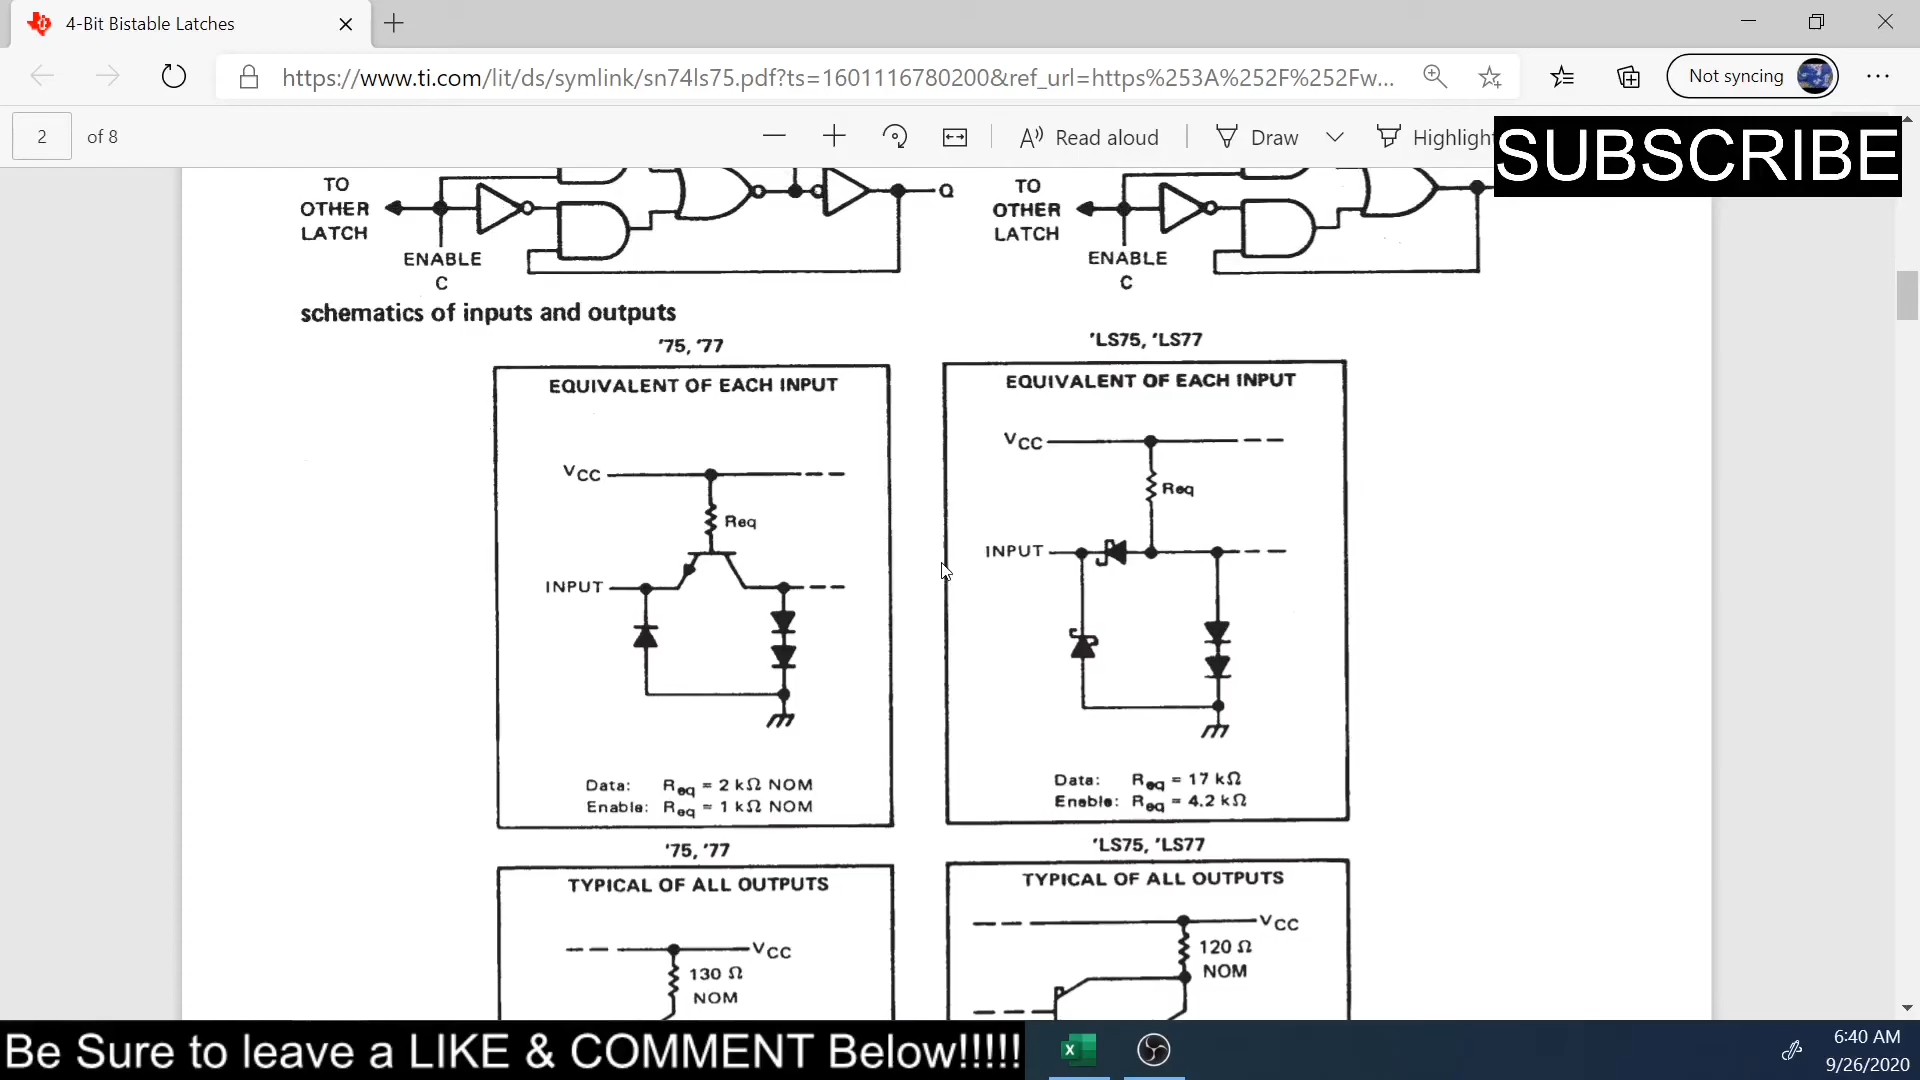 4-Bit Bistable Latches
https://www.ti.com/lit/ds/symlink/sn74ls75.pdf?ts=1601116780200&ref_url=https%253A%252F%252Fw...
Not syncing
2 of 8
Read aloud
Draw
Highlight
SUBSCRIBE
TO
OTHER
LATCH
ENABLE
C
Q
TO
OTHER
LATCH
ENABLE
C
schematics of inputs and outputs
'75, '77
EQUIVALENT OF EACH INPUT
VCC
Req
INPUT
Data: Req = 2 kΩ NOM
Enable: Req = 1 kΩ NOM
'LS75, 'LS77
EQUIVALENT OF EACH INPUT
VCC
Req
INPUT
Data: Req = 17 kΩ
Enable: Req = 4.2 kΩ
'75, '77
TYPICAL OF ALL OUTPUTS
VCC
130 Ω
NOM
'LS75, 'LS77
TYPICAL OF ALL OUTPUTS
VCC
120 Ω
NOM
Be Sure to leave a LIKE & COMMENT Below!!!!!
6:40 AM
9/26/2020